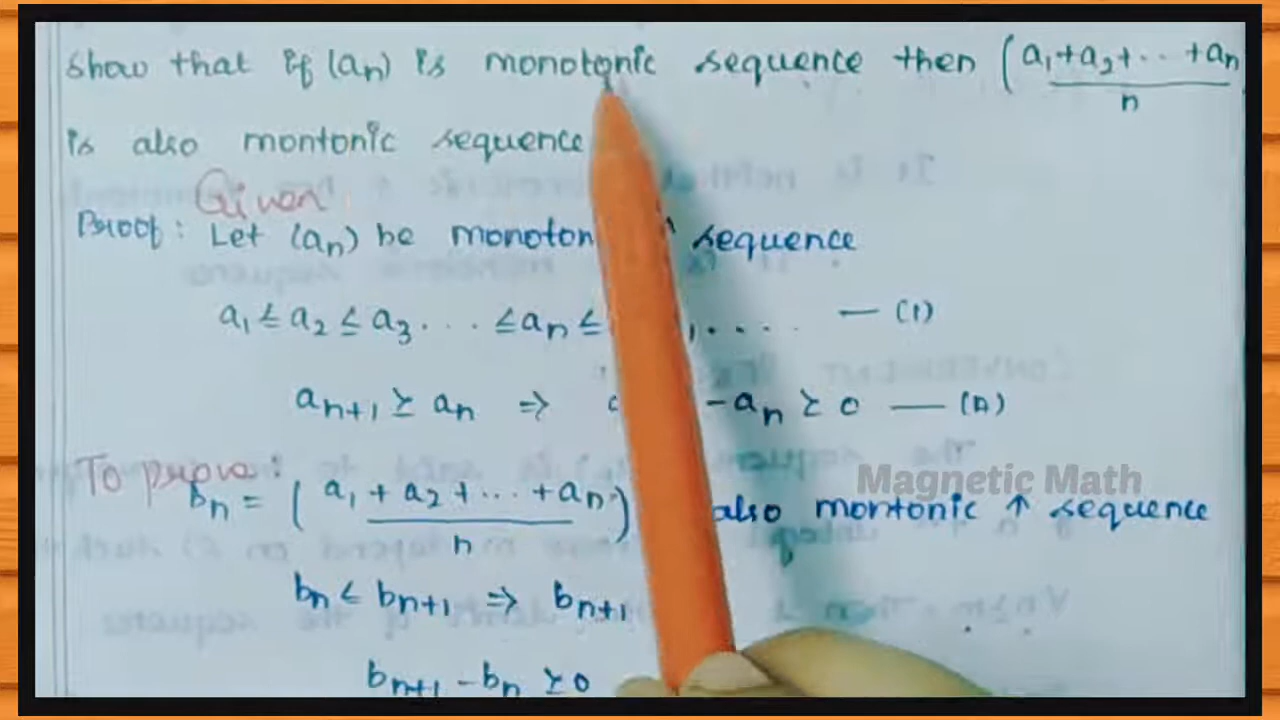 Show that if (an) is monotonic sequence then (a1+a2+...+an
n
is also montonic sequence
Given
Proof: Let (an) be monoton ↑ sequence
a1 ≤ a2 ≤ a3 ... ≤ an ≤ .... — (1)
an+1 ≥ an ⇒ -an ≥ 0 —
To prove:
bn = (a1 + a2 + ... + an)
n
also montonic ↑ sequence
Magnetic Math
bn ≤ bn+1 ⇒ bn+1
bn+1 - bn ≥ 0